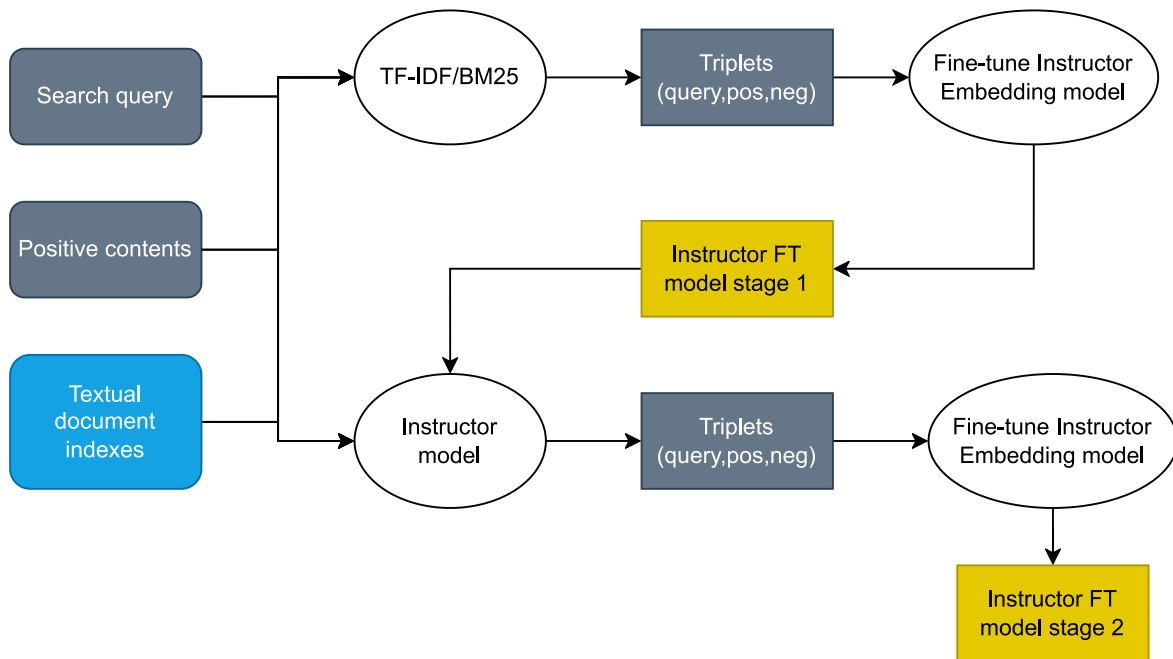 Search query
TF-IDF/BM25
Triplets
(query,pos,neg)
Fine-tune Instructor
Embedding model
Positive contents
Instructor FT
model stage 1
Textual
document
indexes
Instructor
model
Triplets
(query,pos,neg)
Fine-tune Instructor
Embedding model
Instructor FT
model stage 2